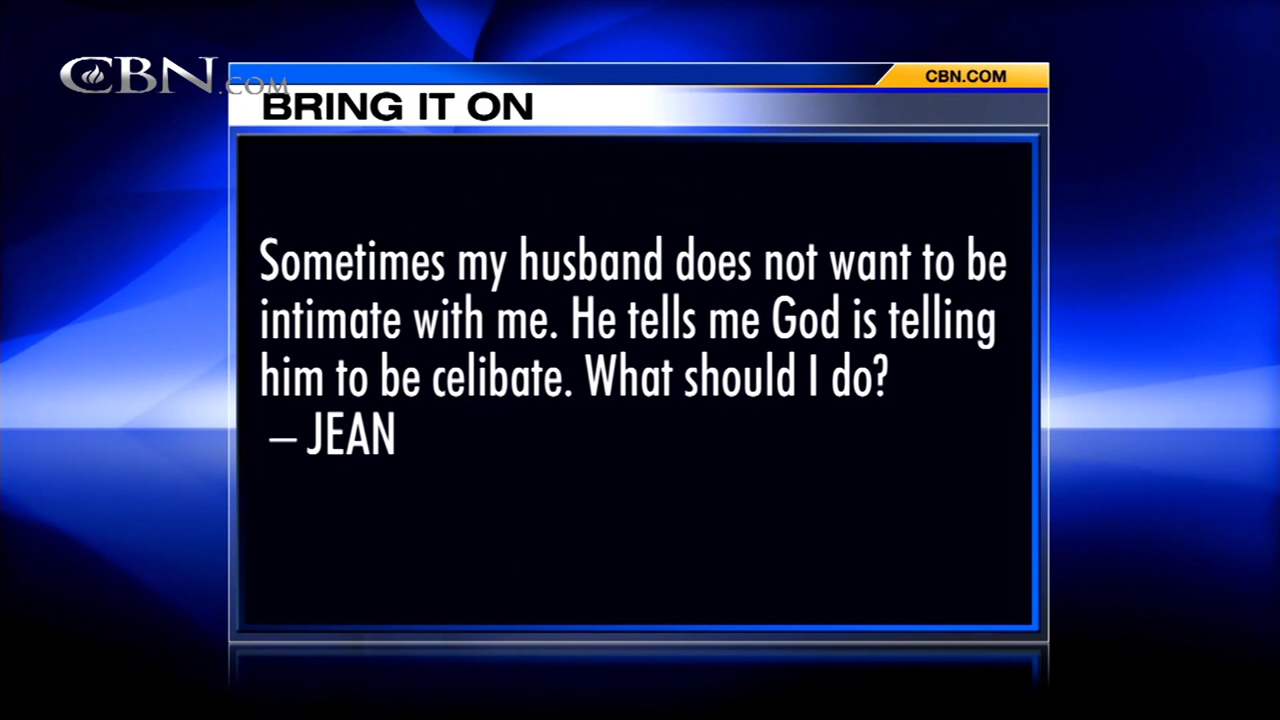 CBN.COM
CBN.COM
BRING IT ON
Sometimes my husband does not want to be
intimate with me. He tells me God is telling
him to be celibate. What should I do?
– JEAN